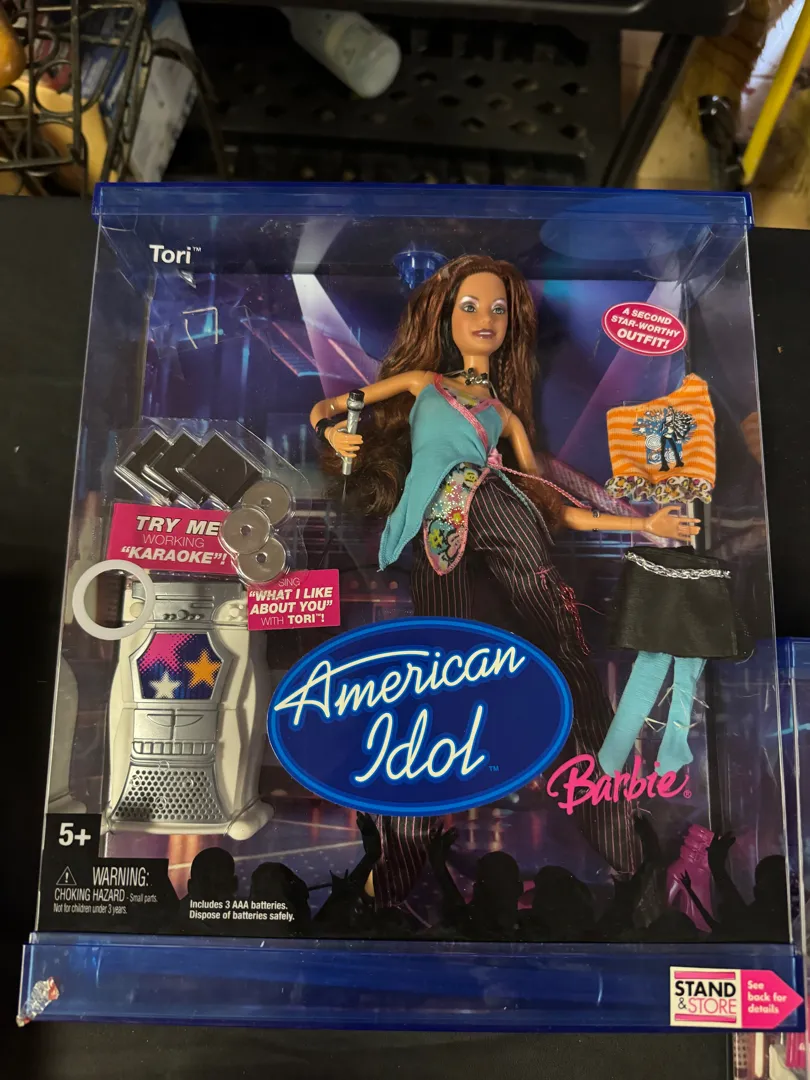 Tori™
A SECOND
STAR-WORTHY
OUTFIT!
TRY ME
WORKING
"KARAOKE"!
SING
"WHAT I LIKE
ABOUT YOU"
WITH TORI™!
American
Idol™
Barbie®
5+
WARNING:
CHOKING HAZARD - Small parts.
Not for children under 3 years.
Includes 3 AAA batteries.
Dispose of batteries safely.
STAND
& STORE
See
back for
details